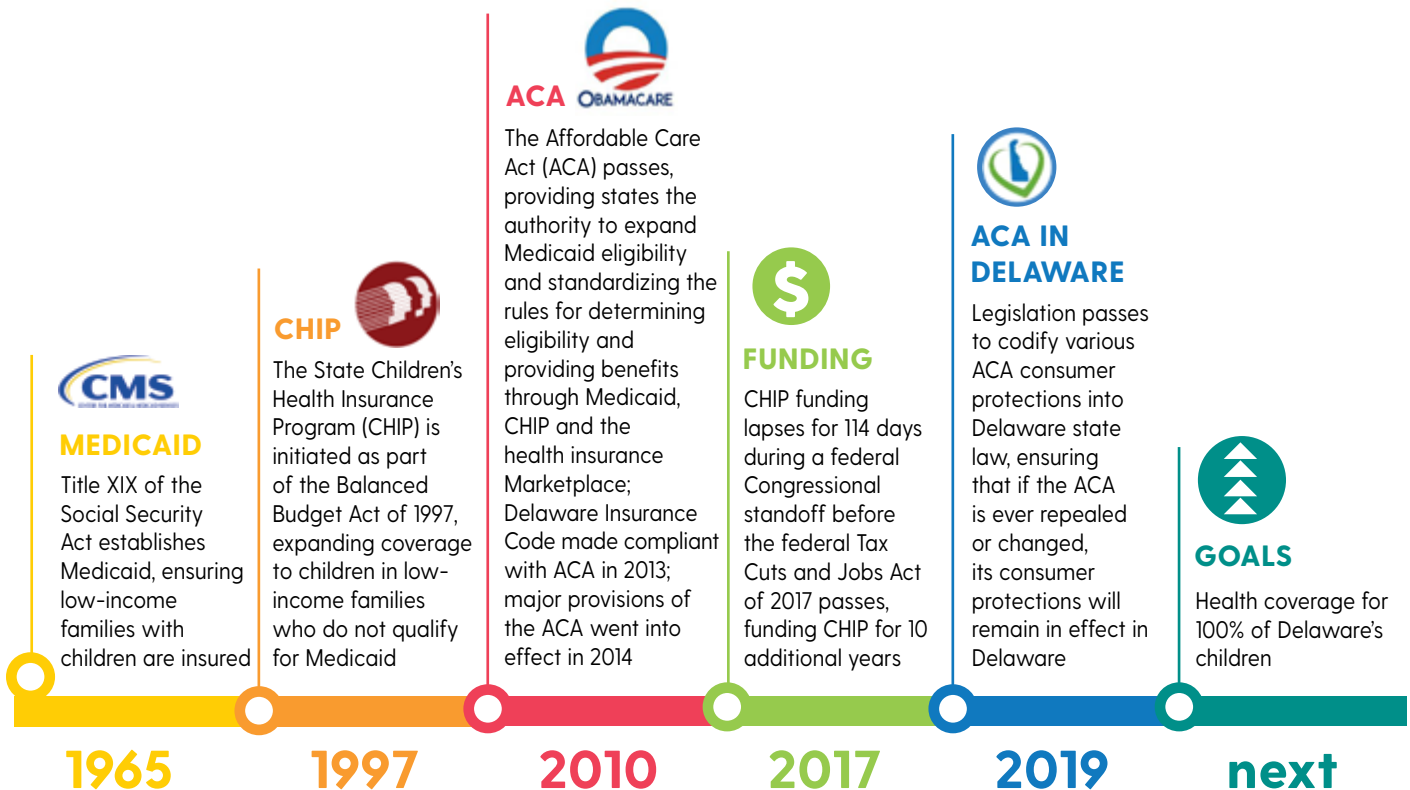 CMS
MEDICAID
Title XIX of the
Social Security
Act establishes
Medicaid, ensuring
low-income
families with
children are insured
CHIP
The State Children's
Health Insurance
Program (CHIP) is
initiated as part
of the Balanced
Budget Act of 1997,
expanding coverage
to children in low-
income families
who do not qualify
for Medicaid
ACA
OBAMACARE
The Affordable Care
Act (ACA) passes,
providing states the
authority to expand
Medicaid eligibility
and standardizing the
rules for determining
eligibility and
providing benefits
through Medicaid,
CHIP and the
health insurance
Marketplace;
Delaware Insurance
Code made compliant
with ACA in 2013;
major provisions of
the ACA went into
effect in 2014
$
FUNDING
CHIP funding
lapses for 114 days
during a federal
Congressional
standoff before
the federal Tax
Cuts and Jobs Act
of 2017 passes,
funding CHIP for 10
additional years
ACA IN
DELAWARE
Legislation passes
to codify various
ACA consumer
protections into
Delaware state
law, ensuring
that if the ACA
is ever repealed
or changed,
its consumer
protections will
remain in effect in
Delaware
GOALS
Health coverage for
100% of Delaware's
children
1965
1997
2010
2017
2019
next